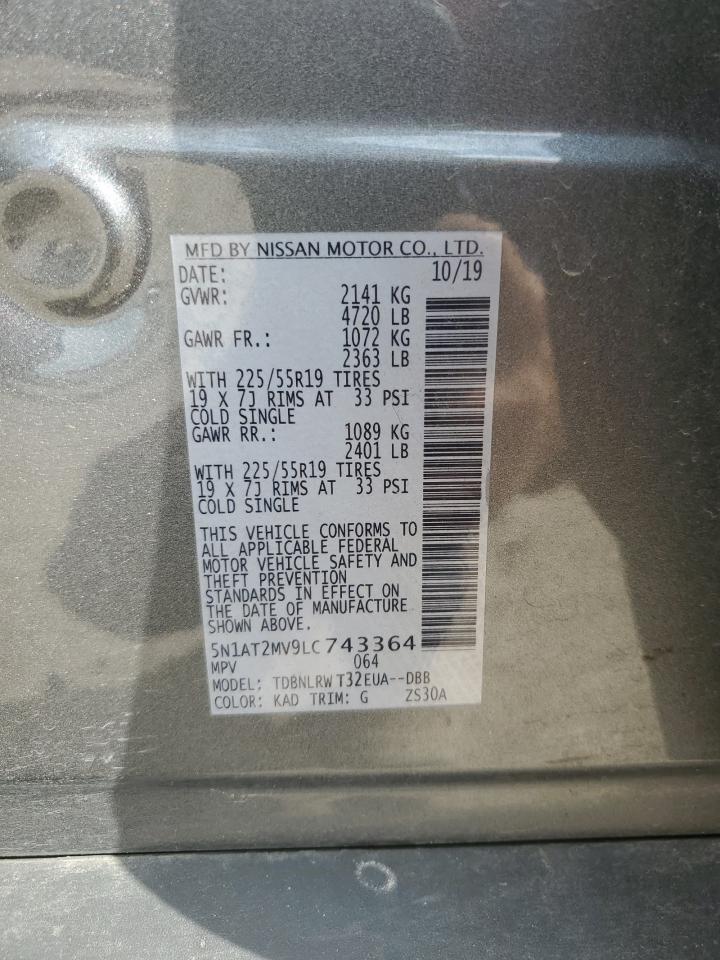 MFD BY NISSAN MOTOR CO., LTD.
DATE: 10/19
GVWR: 2141 KG
4720 LB
GAWR FR.: 1072 KG
2363 LB
WITH 225/55R19 TIRES
19 X 7J RIMS AT 33 PSI
COLD SINGLE
GAWR RR.: 1089 KG
2401 LB
WITH 225/55R19 TIRES
19 X 7J RIMS AT 33 PSI
COLD SINGLE
THIS VEHICLE CONFORMS TO
ALL APPLICABLE FEDERAL
MOTOR VEHICLE SAFETY AND
THEFT PREVENTION
STANDARDS IN EFFECT ON
THE DATE OF MANUFACTURE
SHOWN ABOVE.
5N1AT2MV9LC743364
MPV 064
MODEL: TDBNLRW T32EUA--DBB
COLOR: KAD TRIM: G ZS30A